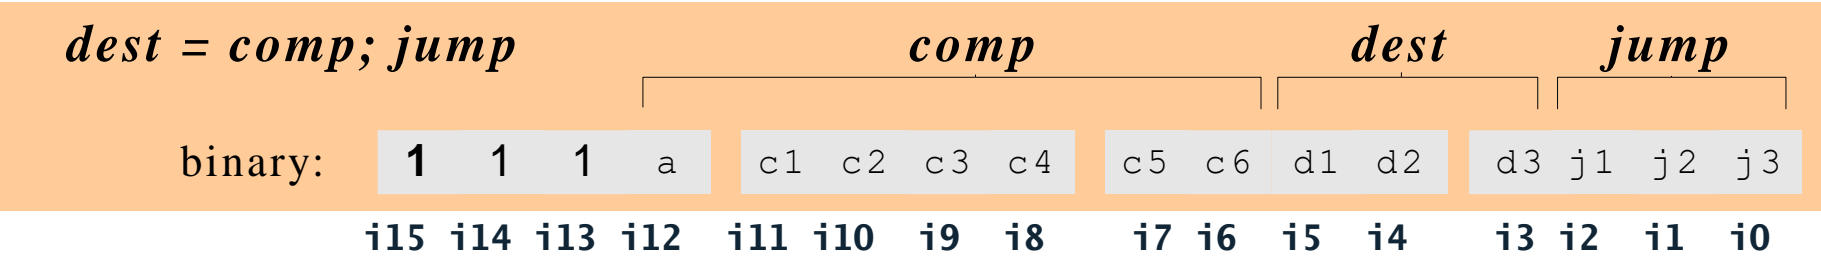 dest = comp; jump comp dest jump
binary: 1 1 1 a c1 c2 c3 c4 c5 c6 d1 d2 d3 j1 j2 j3
i15 i14 i13 i12 i11 i10 i9 i8 i7 i6 i5 i4 i3 i2 i1 i0